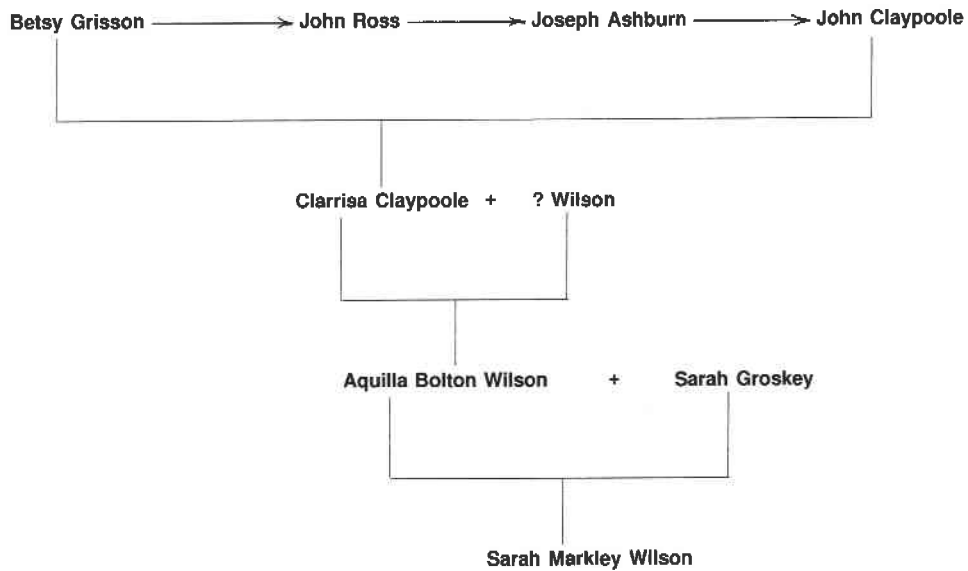 Betsy Grisson John Ross Joseph Ashburn John Claypoole
Clarrisa Claypoole + ? Wilson
Aquilla Bolton Wilson + Sarah Groskey
Sarah Markley Wilson